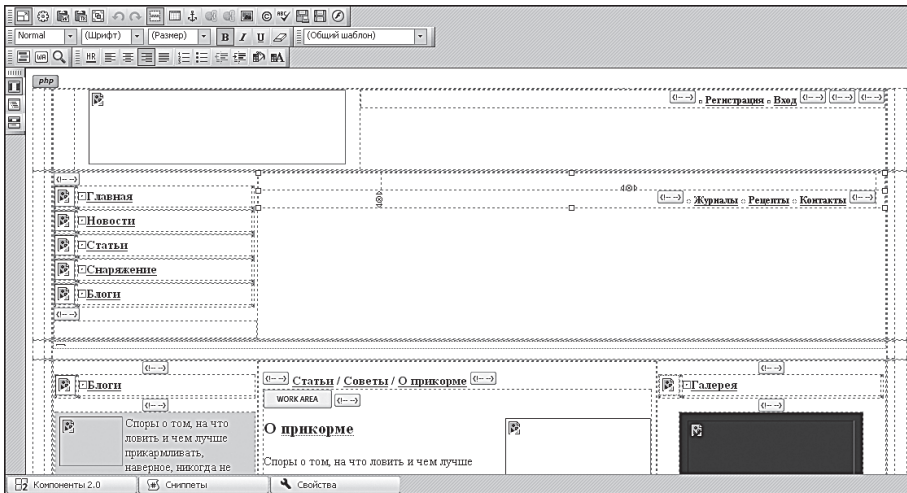 Normal (Шрифт) (Размер) B I U (Общий шаблон)
WA HR
php
Регистрация Вход
Главная
Журналы Рецепты Контакты
Новости
Статьи
Снаряжение
Блоги
Блоги
Статьи / Советы / О прикорме
Галерея
WORK AREA
Споры о том, на что
ловить и чем лучше
прикармливать,
наверное, никогда не
О прикорме
Споры о том, на что ловить и чем лучше
Компоненты 2.0 Сниппеты Свойства